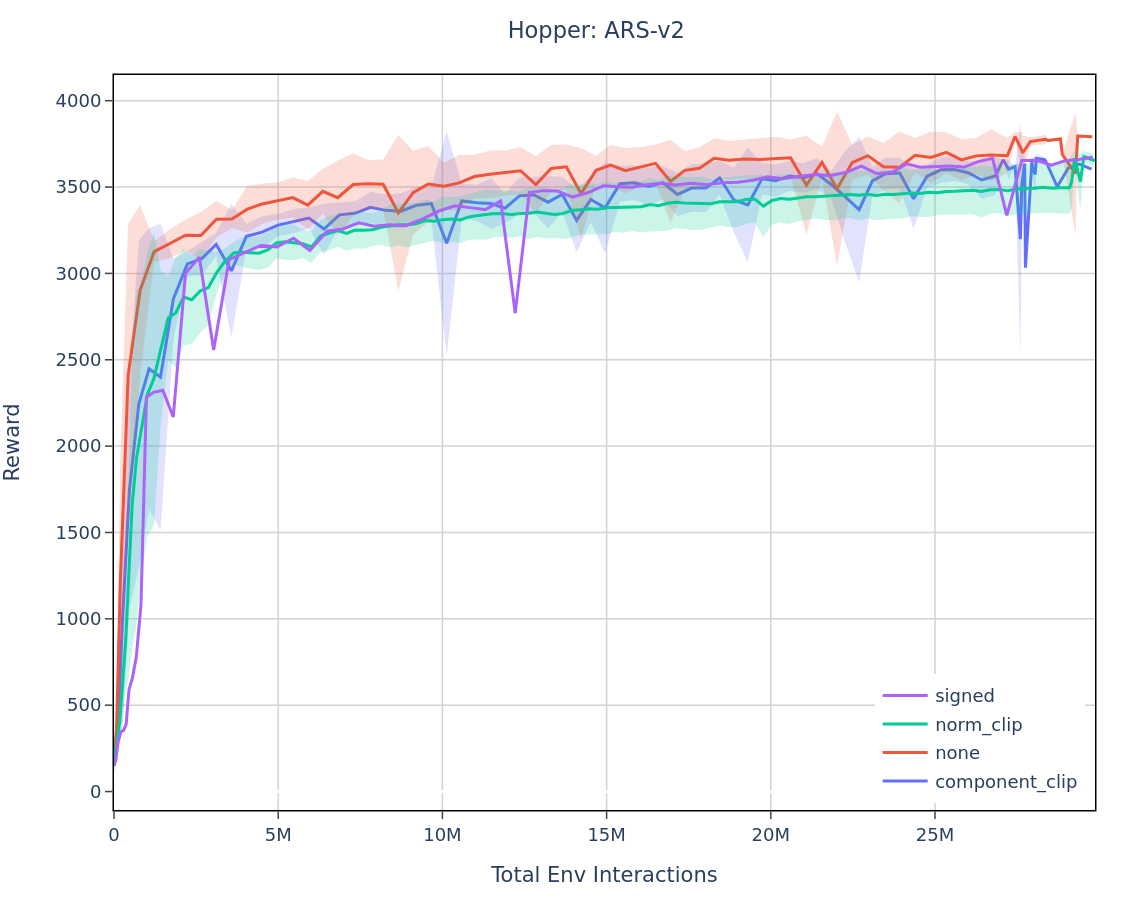 Hopper: ARS-v2
Reward
4000
3500
3000
2500
2000
1500
1000
500
0
signed
norm_clip
none
component_clip
0
5M
10M
15M
20M
25M
Total Env Interactions